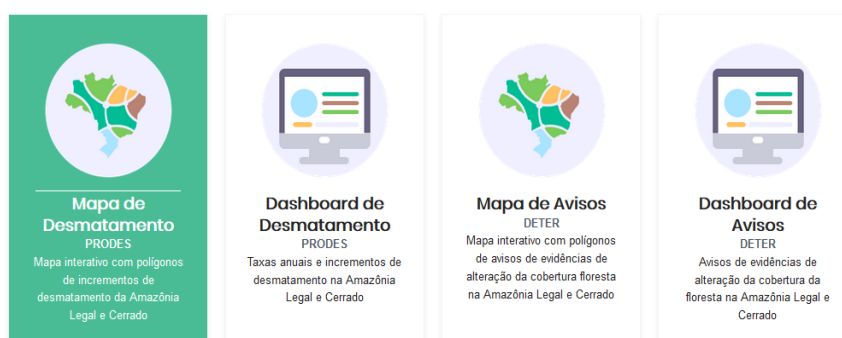 Mapa de
Desmatamento
PRODES
Mapa interativo com polígonos
de incrementos de
desmatamento da Amazônia
Legal e Cerrado
Dashboard de
Desmatamento
PRODES
Taxas anuais e incrementos de
desmatamento na Amazônia
Legal e Cerrado
Mapa de Avisos
DETER
Mapa interativo com polígonos
de avisos de evidências de
alteração da cobertura floresta
na Amazônia Legal e Cerrado
Dashboard de
Avisos
DETER
Avisos de evidências de
alteração da cobertura da
floresta na Amazônia Legal e
Cerrado